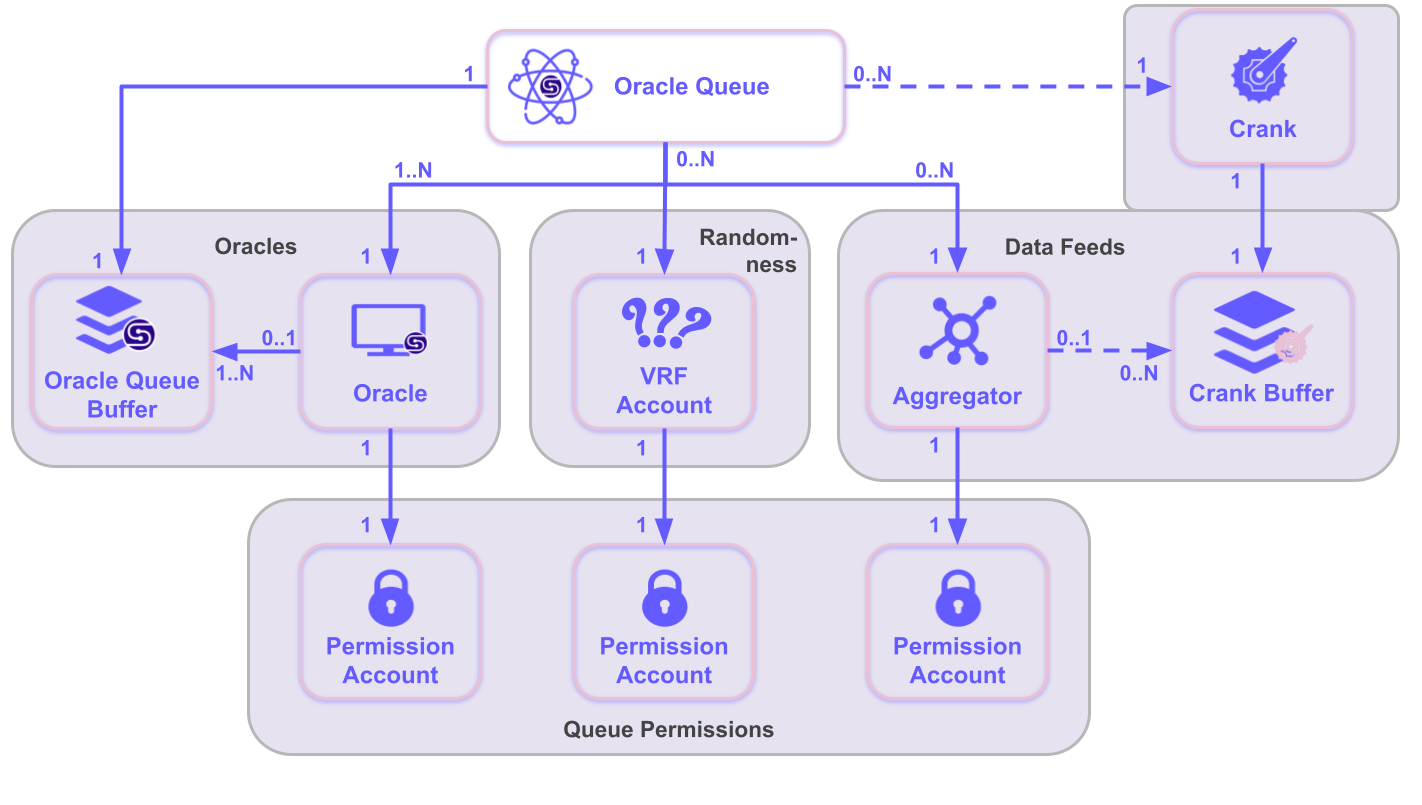 1
Oracle Queue
0..N
1
Crank
0..N
1..N
0..N
1
Oracles
Random-
ness
Data Feeds
1
1
1
1
1
Oracle Queue
Buffer
0..1
1..N
Oracle
VRF
Account
Aggregator
0..1
0..N
Crank Buffer
1
1
1
1
1
1
Permission
Account
Permission
Account
Permission
Account
Queue Permissions